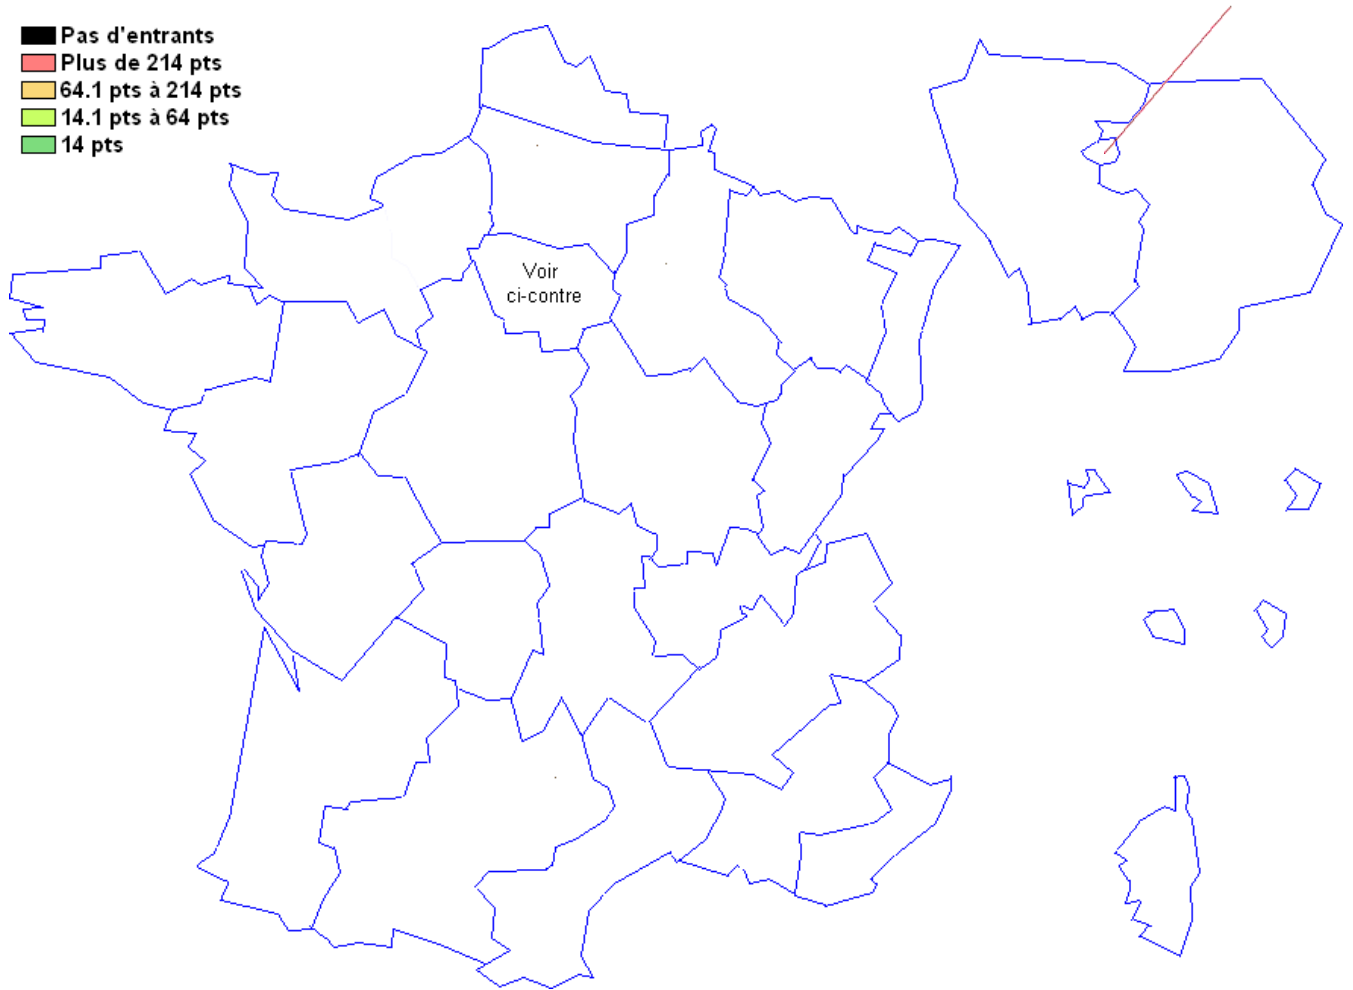 Pas d'entrants
Plus de 214 pts
64.1 pts à 214 pts
14.1 pts à 64 pts
14 pts
Voir
ci-contre